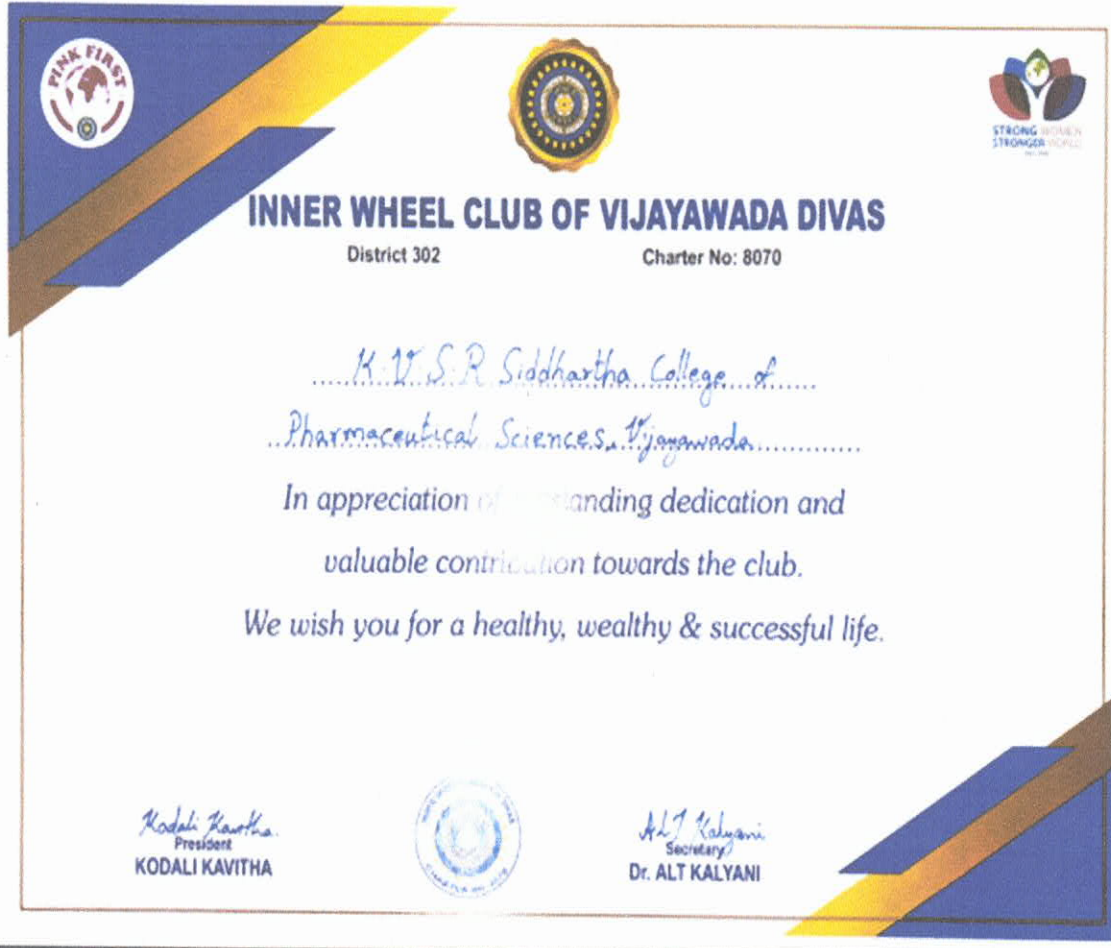 PINK FIRST
STRONG WOMEN
STRONGER WORLD
INNER WHEEL CLUB OF VIJAYAWADA DIVAS
District 302 Charter No: 8070
K.V.S.R Siddhartha College of
Pharmaceutical Sciences, Vijayawada
In appreciation of outstanding dedication and
valuable contribution towards the club.
We wish you for a healthy, wealthy & successful life.
Kodali Kavitha
President
KODALI KAVITHA
ALT Kalyani
Secretary
Dr. ALT KALYANI